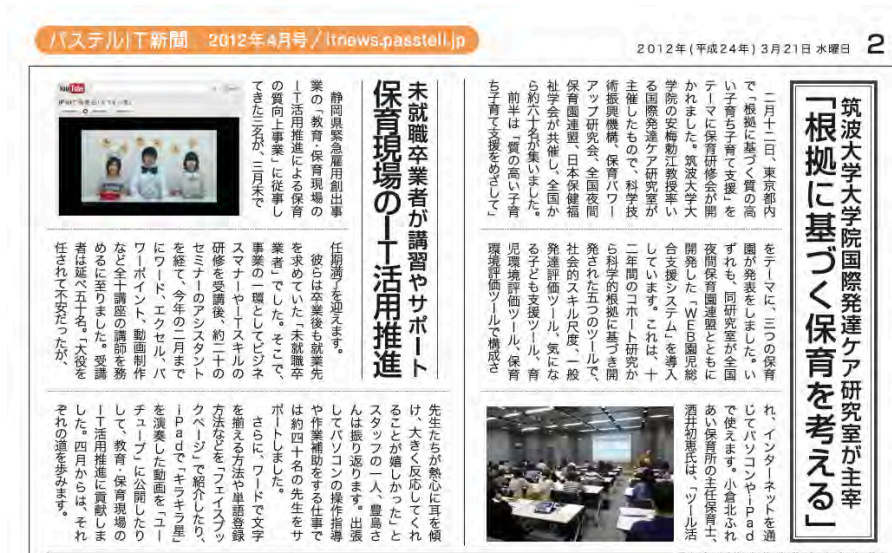 パステルIT新聞 2012年4月号/itnews.passtell.jp
2012年(平成24年)3月21日 水曜日 2
筑波大学大学院国際発達ケア研究室が主宰
「根拠に基づく保育を考える」
二月十二日、東京都内
で、「根拠に基づく質の高
い子育ち子育て支援」を
テーマに保育研修会が開
かれました。筑波大学大
学院の安梅勅江教授率い
る国際発達ケア研究室が
主催したもので、科学技
術振興機構、保育パワー
アップ研究会、全国夜間
保育園連盟、日本保健福
祉学会が共催し、全国か
ら約六十名が集いました。
前半は「質の高い子育
ち子育て支援をめざして」
をテーマに、三つの保育
園が発表をしました。い
ずれも、同研究室が全国
夜間保育園連盟とともに
開発した「WEB園児総
合支援システム」を導入
しています。これは、十
二年間のコホート研究か
ら科学的根拠に基づき開
発された五つのツールで、
社会的スキル尺度、一般
発達評価ツール、気にな
る子ども支援ツール、育
児環境評価ツール、保育
環境評価ツールで構成さ
れ、インターネットを通
じてパソコンやiPad
で使えます。小倉北ふれ
あい保育所の主任保育士、
酒井初恵氏は、「ツール活
未就職卒業者が講習やサポート
保育現場のIT活用推進
静岡県緊急雇用創出事
業の「教育・保育現場の
IT活用推進による保育
の質向上事業」に従事し
てきた三名が、三月末で
任期満了を迎えます。
彼らは卒業後も就業先
を求めていた「未就職卒
業者」でした。そこで、
事業の一環としてビジネ
スマナーやITスキルの
研修を受講後、約二十の
セミナーのアシスタント
を経て、今年の二月まで
にワード、エクセル、パ
ワーポイント、動画制作
など全十講座の講師を務
めるに至りました。受講
者は延べ五十名。「大役を
任されて不安だったが、
先生たちが熱心に耳を傾
け、大きく反応してくれ
ることが嬉しかった」と
スタッフの一人、豊島さ
んは振り返ります。出張
してパソコンの操作指導
や作業補助をする仕事で
は約四十名の先生をサ
ポートしました。
さらに、ワードで文字
を揃える方法や単語登録
方法などを「フェイスブッ
クページ」で紹介したり、
iPadで「キラキラ星」
を演奏した動画を「ユー
チューブ」に公開したり
して、教育・保育現場の
IT活用推進に貢献しま
した。四月からは、それ
ぞれの道を歩みます。
YouTube